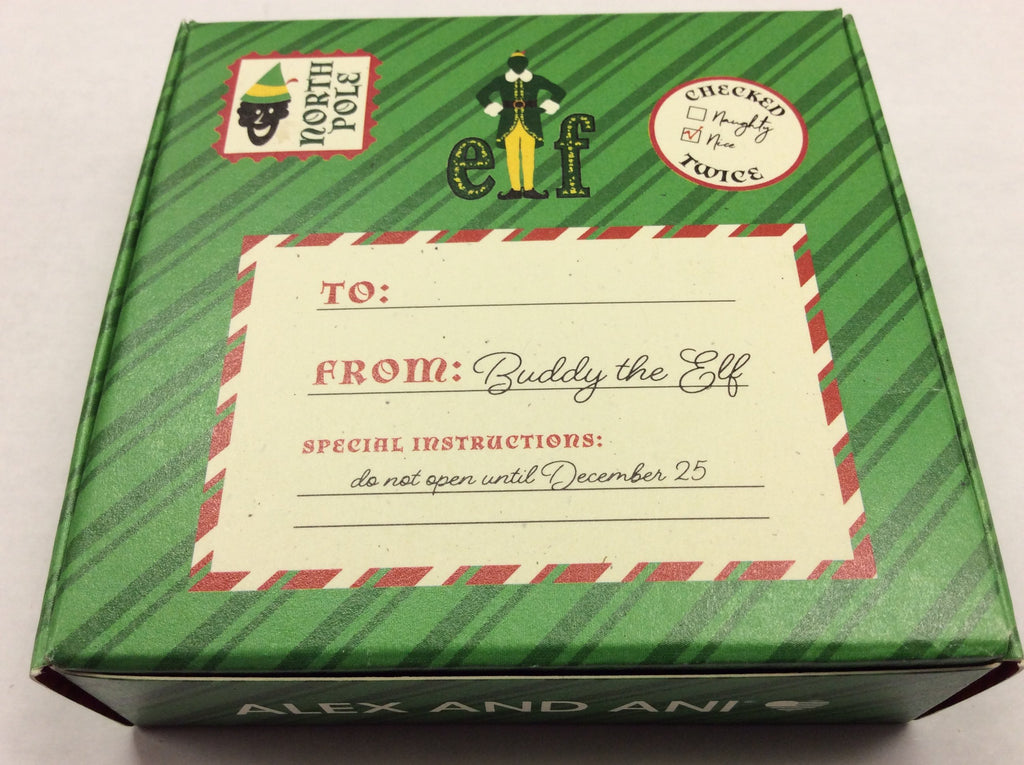 NORTH
POLE
elf
CHECKED
Naughty
Nice
TWICE
TO:
FROM: Buddy the Elf
SPECIAL INSTRUCTIONS:
do not open until December 25
ALEX AND ANI